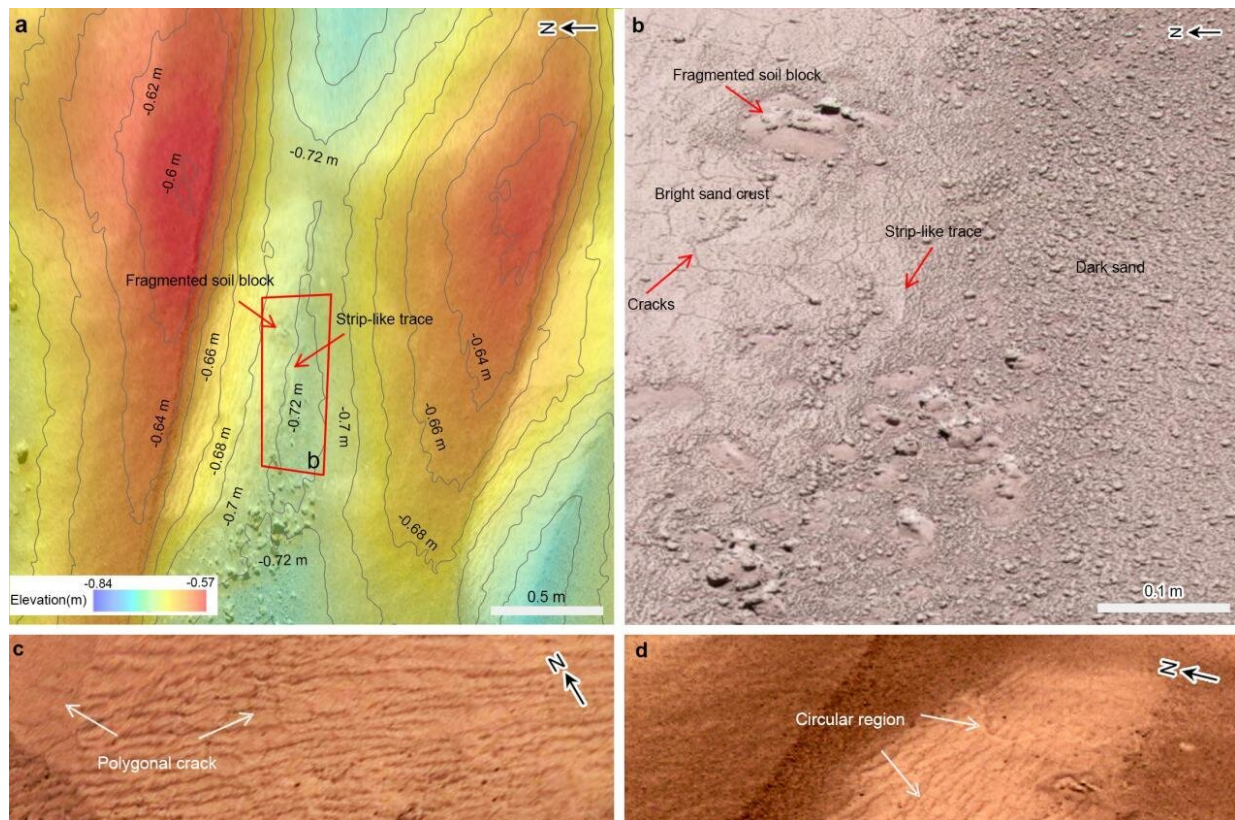 a
N
-0.62
-0.6 m
-0.72 m
Fragmented soil block
Strip-like trace
-0.66 m
-0.64 m
-0.64 m
-0.72 m
-0.7 m
-0.66 m
-0.68 m
b
-0.7 m
-0.68 m
-0.72 m
-0.84
-0.57
Elevation(m)
0.5 m
b
N
Fragmented soil block
Bright sand crust
Strip-like trace
Dark sand
Cracks
0.1 m
c
N
Polygonal crack
d
N
Circular region